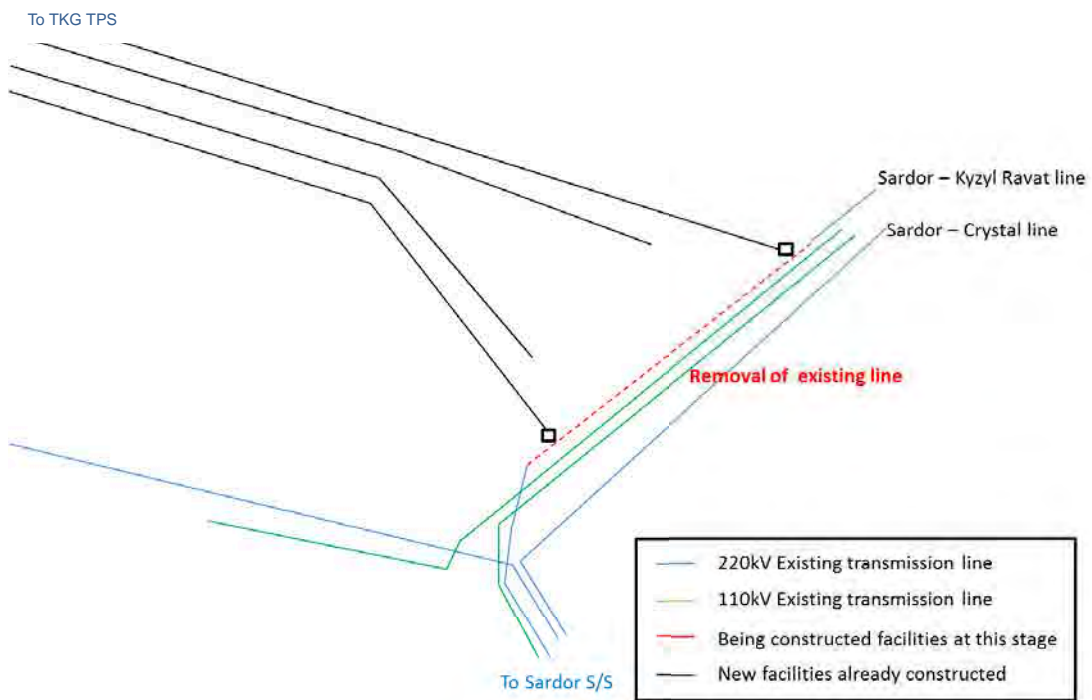 To TKG TPS
Sardor – Kyzyl Ravat line
Sardor – Crystal line
Removal of existing line
220kV Existing transmission line
110kV Existing transmission line
Being constructed facilities at this stage
New facilities already constructed
To Sardor S/S